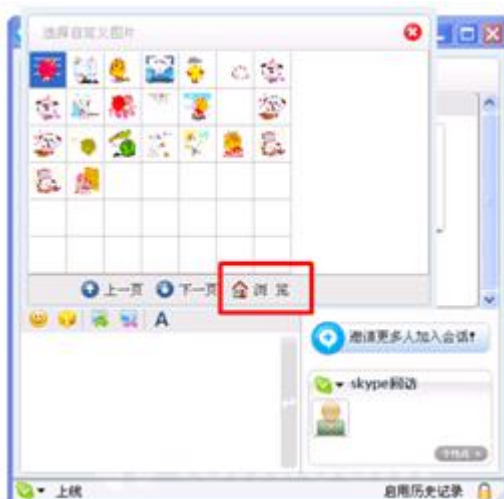 选择自定义图片
上一页 下一页 浏览
A
邀请更多人加入会话!
skype回访
上线
启用历史记录